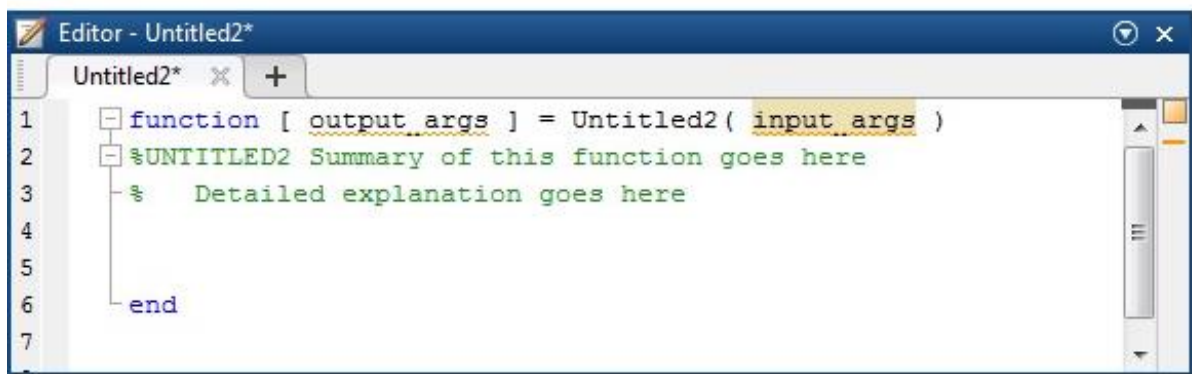 Editor - Untitled2*
Untitled2*
1 function [ output_args ] = Untitled2( input_args )
2 %UNTITLED2 Summary of this function goes here
3 %   Detailed explanation goes here
4
5
6 end
7